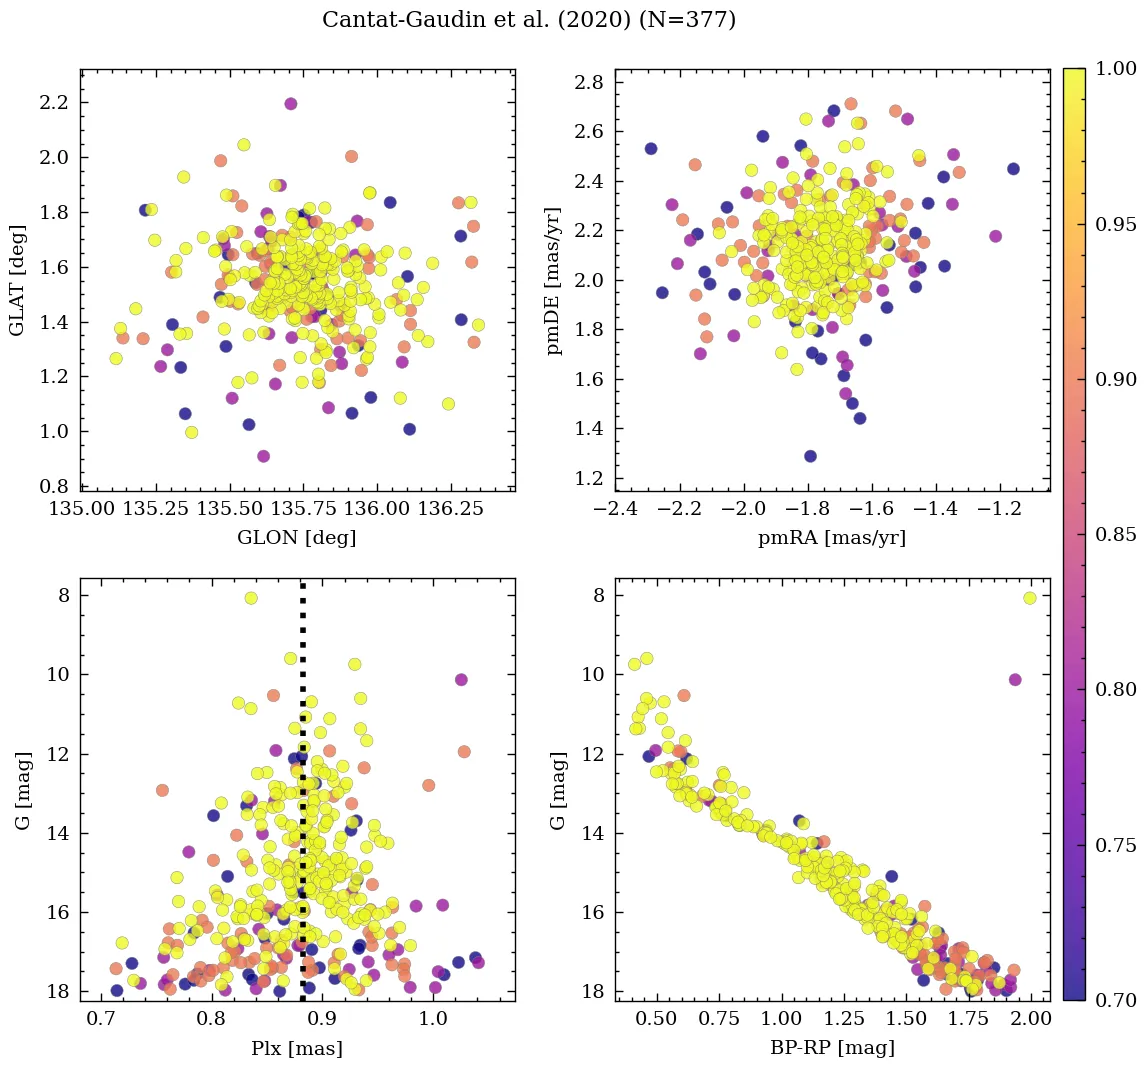 Cantat-Gaudin et al. (2020) (N=377)
2.2
2.0
1.8
1.6
1.4
1.2
1.0
0.8
GLAT [deg]
135.00 135.25 135.50 135.75 136.00 136.25
GLON [deg]
2.8
2.6
2.4
2.2
2.0
1.8
1.6
1.4
1.2
pmDE [mas/yr]
−2.4 −2.2 −2.0 −1.8 −1.6 −1.4 −1.2
pmRA [mas/yr]
8
10
12
14
16
18
G [mag]
0.7 0.8 0.9 1.0
Plx [mas]
8
10
12
14
16
18
G [mag]
0.50 0.75 1.00 1.25 1.50 1.75 2.00
BP-RP [mag]
1.00
0.95
0.90
0.85
0.80
0.75
0.70